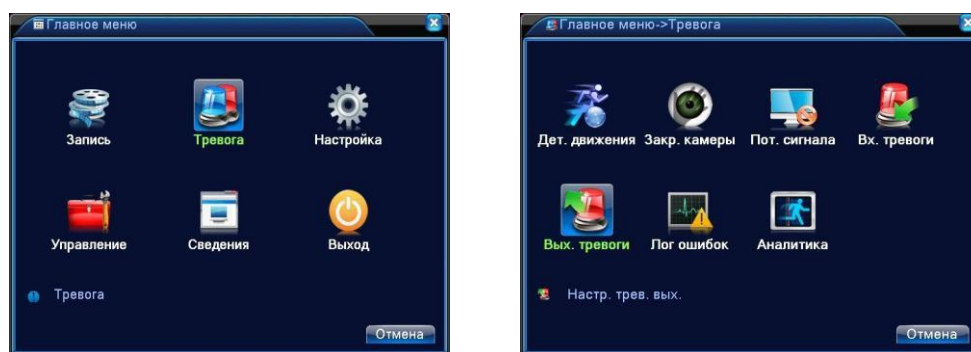 Главное меню
Запись Тревога Настройка
Управление Сведения Выход
Тревога
Отмена
Главное меню->Тревога
Дет. движения Закр. камеры Пот. сигнала Вх. тревоги
Вых. тревоги Лог ошибок Аналитика
Настр. трев. вых.
Отмена